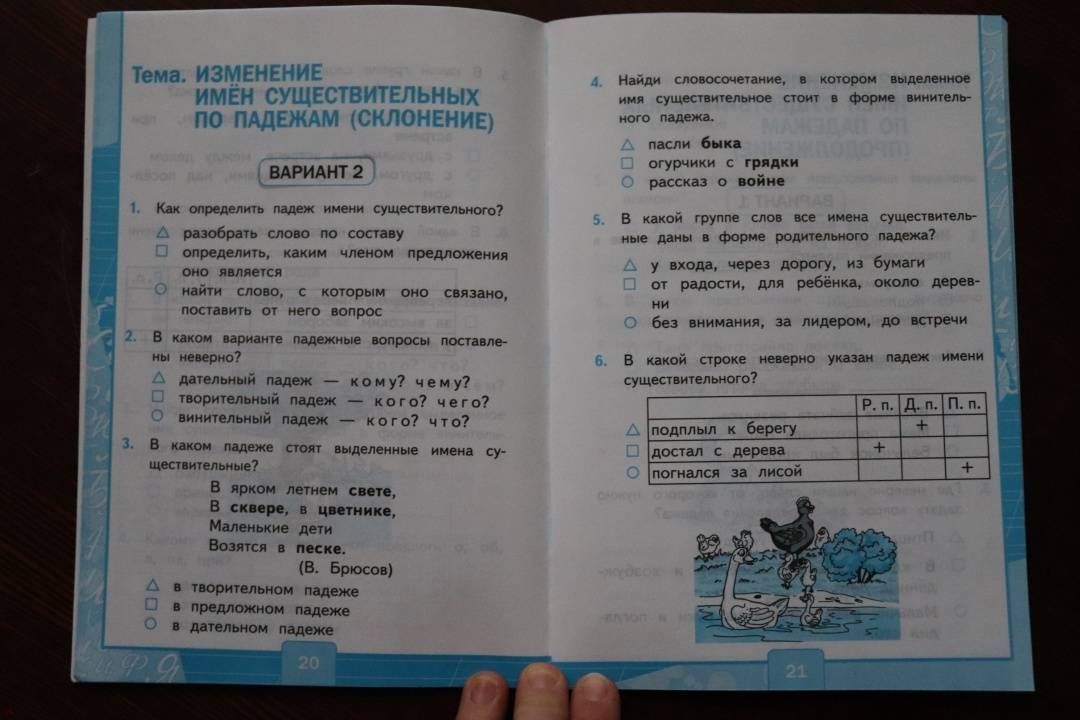 Тема. ИЗМЕНЕНИЕ
ИМЁН СУЩЕСТВИТЕЛЬНЫХ
ПО ПАДЕЖАМ (СКЛОНЕНИЕ)
ВАРИАНТ 2
1. Как определить падеж имени существительного?
△ разобрать слово по составу
□ определить, каким членом предложения
оно является
○ найти слово, с которым оно связано,
поставить от него вопрос
2. В каком варианте падежные вопросы поставле-
ны неверно?
△ дательный падеж — кому? чему?
□ творительный падеж — кого? чего?
○ винительный падеж — кого? что?
3. В каком падеже стоят выделенные имена су-
ществительные?
В ярком летнем свете,
В сквере, в цветнике,
Маленькие дети
Возятся в песке.
(В. Брюсов)
△ в творительном падеже
□ в предложном падеже
○ в дательном падеже
20
4. Найди словосочетание, в котором выделенное
имя существительное стоит в форме винитель-
ного падежа.
△ пасли быка
□ огурчики с грядки
○ рассказ о войне
5. В какой группе слов все имена существитель-
ные даны в форме родительного падежа?
△ у входа, через дорогу, из бумаги
□ от радости, для ребёнка, около дерев-
ни
○ без внимания, за лидером, до встречи
6. В какой строке неверно указан падеж имени
существительного?
Р. п. Д. п. П. п.
△ подплыл к берегу +
□ достал с дерева +
○ погнался за лисой +
21